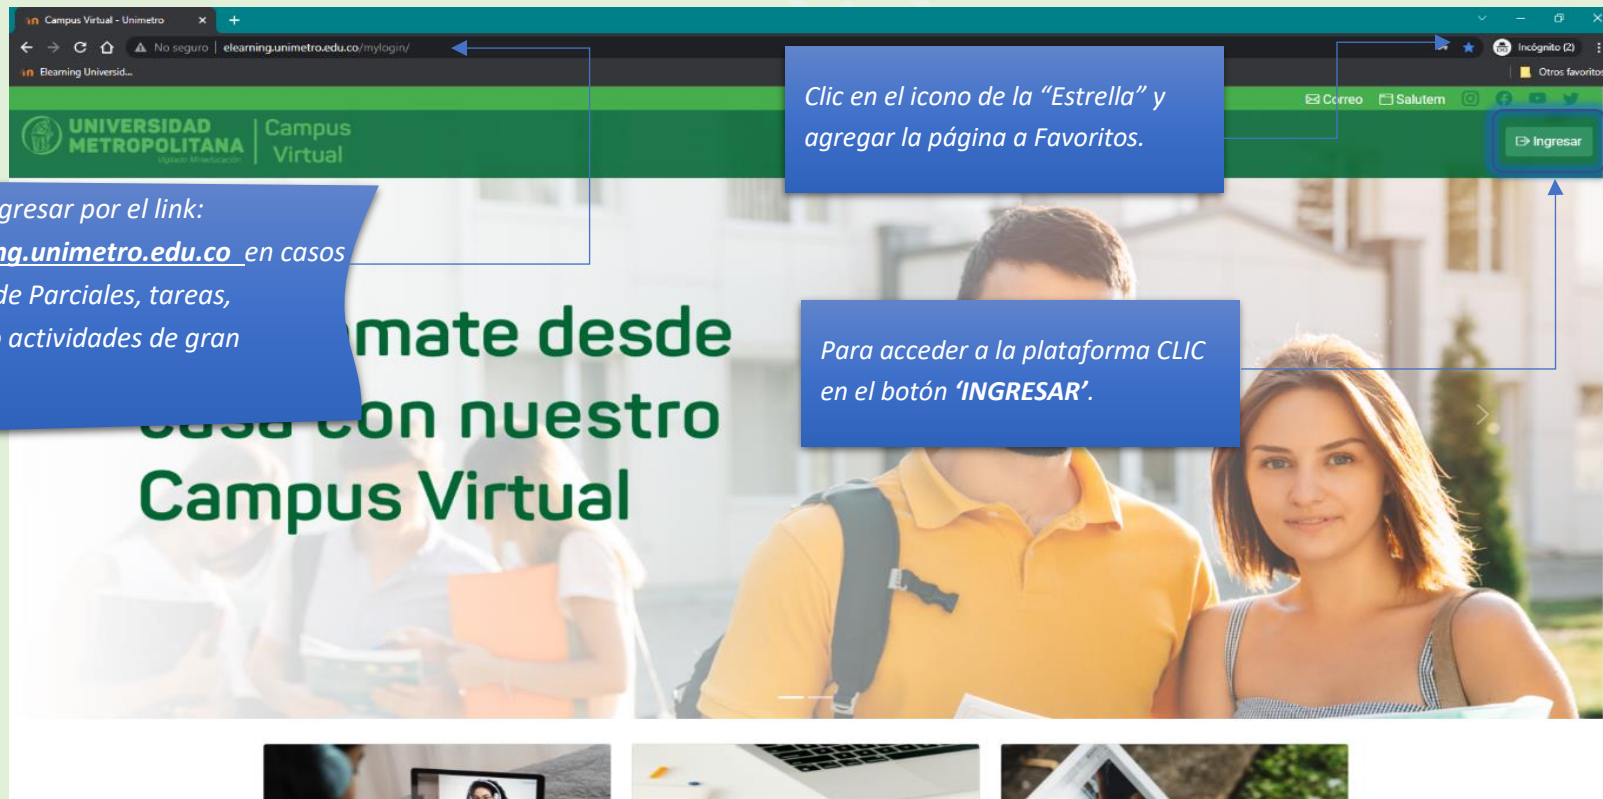 Campus Virtual - Unimetro
No seguro | elearning.unimetro.edu.co/mylogin/
Incógnito (2)
Elearning Universid...
Otros favoritos
Correo Salutem
UNIVERSIDAD
METROPOLITANA
Vigilada Mineducación
Campus
Virtual
Ingresar
Clic en el icono de la “Estrella” y
agregar la página a Favoritos.
gresar por el link:
ng.unimetro.edu.co en casos
de Parciales, tareas,
actividades de gran
Para acceder a la plataforma CLIC
en el botón ‘INGRESAR’.
mate desde
casa con nuestro
Campus Virtual